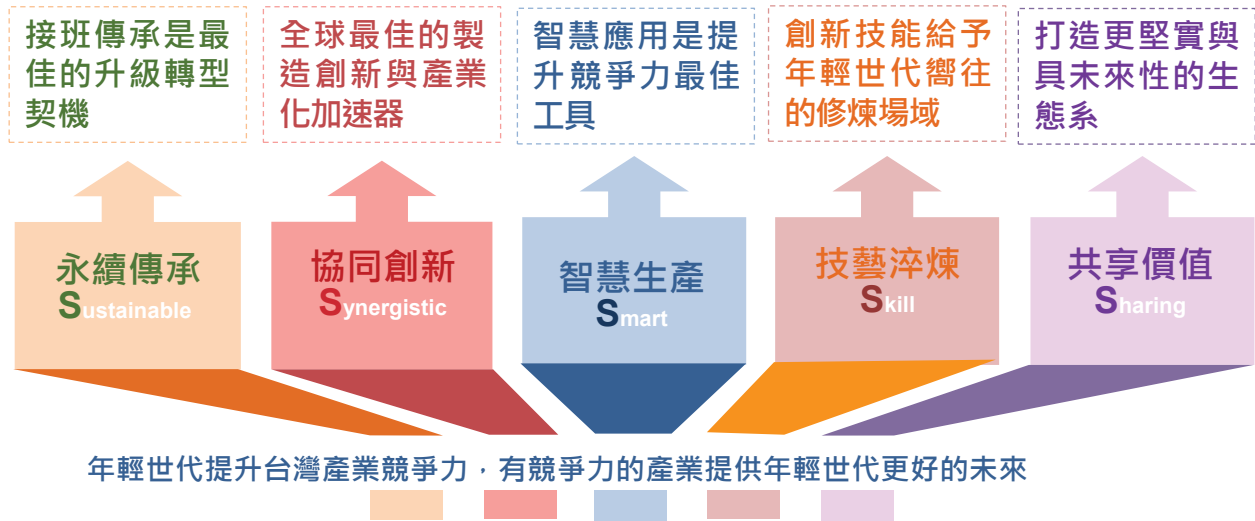 接班傳承是最
佳的升級轉型
契機
全球最佳的製
造創新與產業
化加速器
智慧應用是提
升競爭力最佳
工具
創新技能給予
年輕世代嚮往
的修煉場域
打造更堅實與
具未來性的生
態系
永續傳承
Sustainable
協同創新
Synergistic
智慧生產
Smart
技藝淬煉
Skill
共享價值
Sharing
年輕世代提升台灣產業競爭力，有競爭力的產業提供年輕世代更好的未來